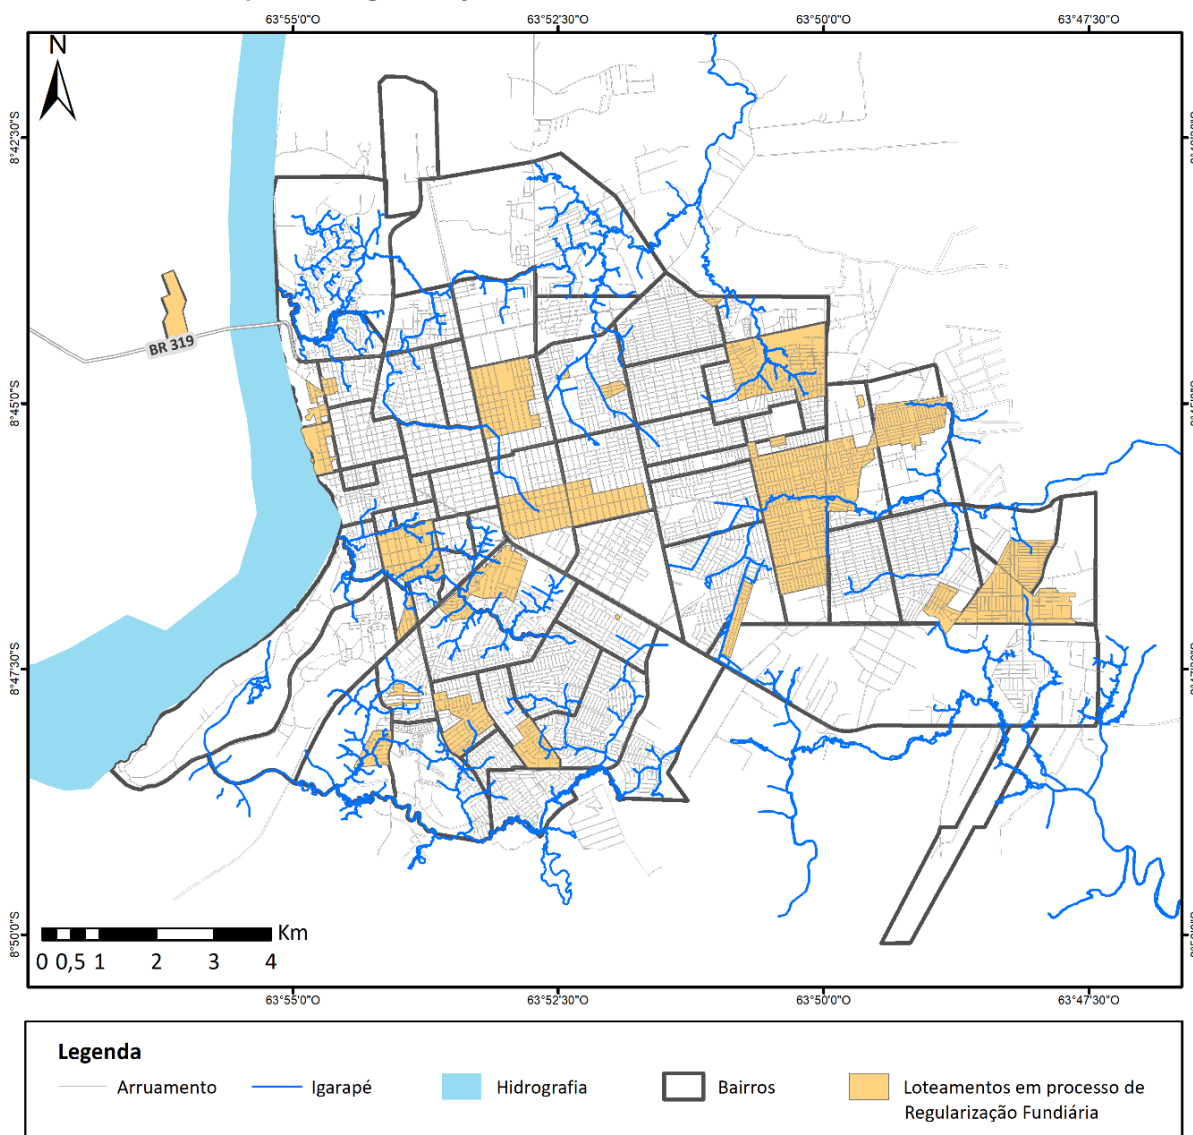 63°55'0"O 63°52'30"O 63°50'0"O 63°47'30"O
N
8°42'30"S
BR 319
8°45'0"S
8°47'30"S
8°50'0"S
Km
0 0,5 1 2 3 4
63°55'0"O 63°52'30"O 63°50'0"O 63°47'30"O
Legenda
Arruamento Igarapé Hidrografia Bairros Loteamentos em processo de
Regularização Fundiária